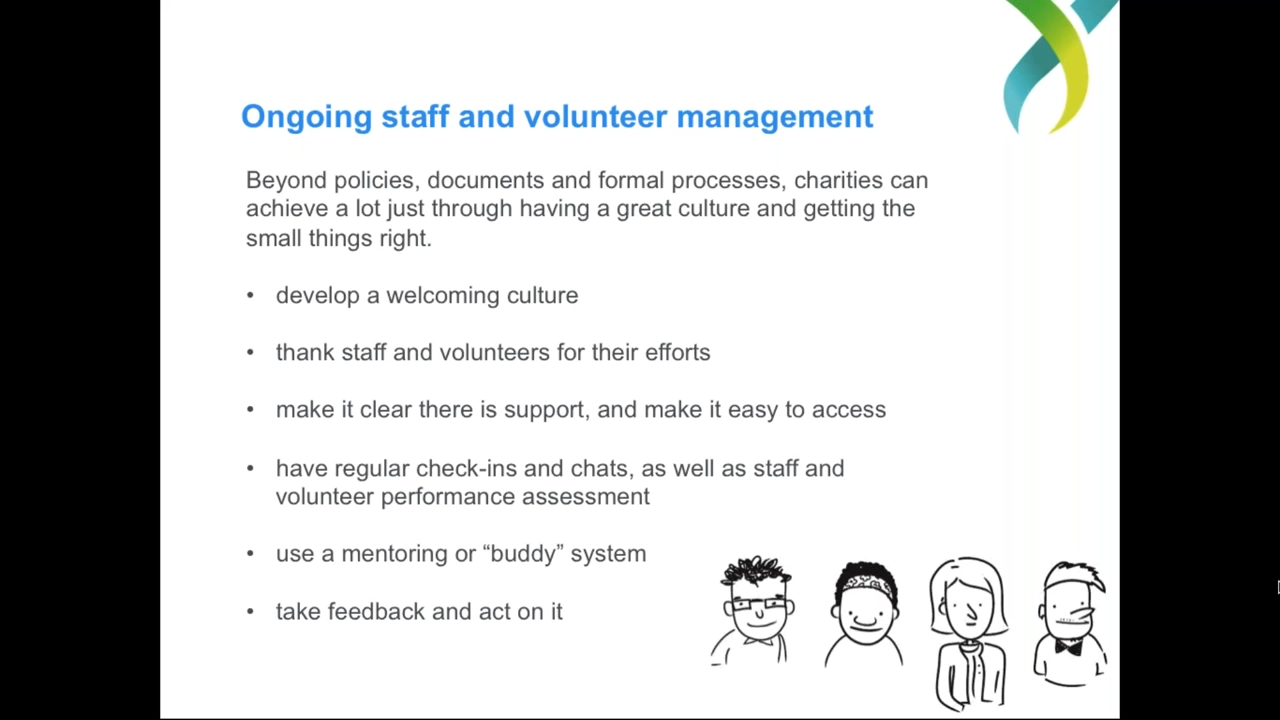 Ongoing staff and volunteer management
Beyond policies, documents and formal processes, charities can
achieve a lot just through having a great culture and getting the
small things right.
• develop a welcoming culture
• thank staff and volunteers for their efforts
• make it clear there is support, and make it easy to access
• have regular check-ins and chats, as well as staff and
volunteer performance assessment
• use a mentoring or “buddy” system
• take feedback and act on it